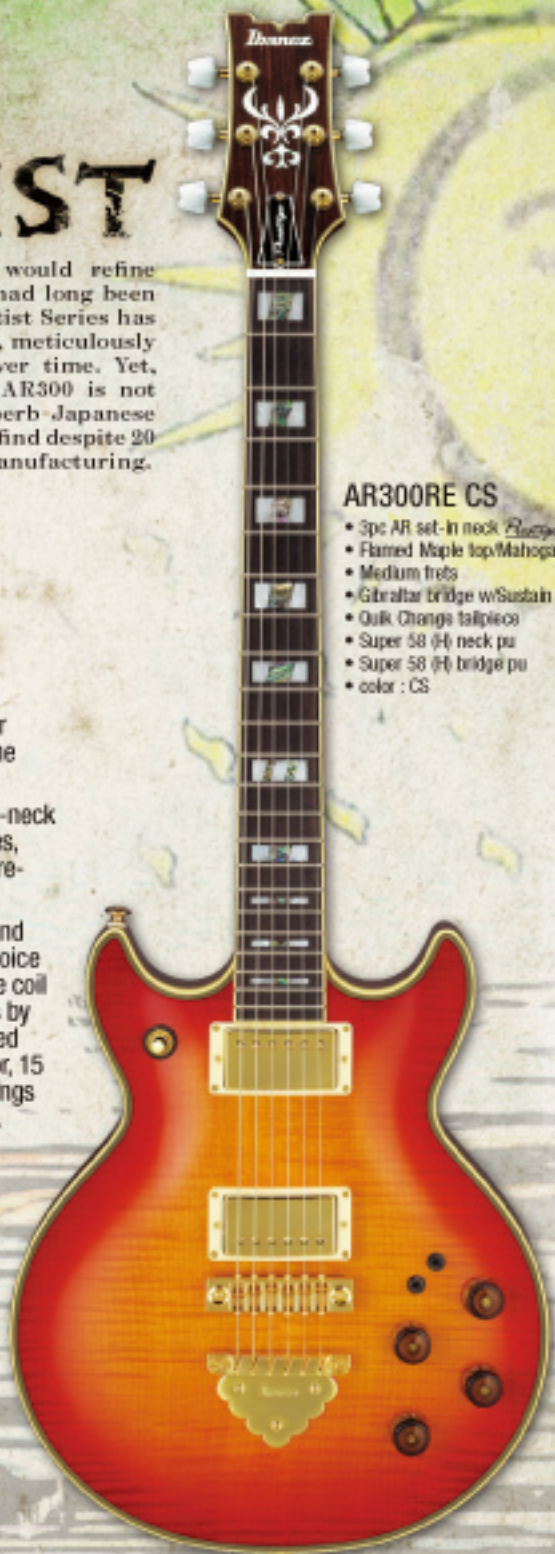 Ibanez
Prestige
IST
would refine
had long been
tist Series has
, meticulously
ver time. Yet,
AR300 is not
perb Japanese
find despite 20
anufacturing.
AR300RE CS
• 3pc AR set-in neck Prestige
• Flamed Maple top/Mahoga
• Medium frets
• Gibraltar bridge w/Sustain
• Quik Change tailpiece
• Super 58 (H) neck pu
• Super 58 (H) bridge pu
• color : CS
r
ne
-neck
es,
re-
nd
oice
e coil
s by
ed
or, 15
ngs